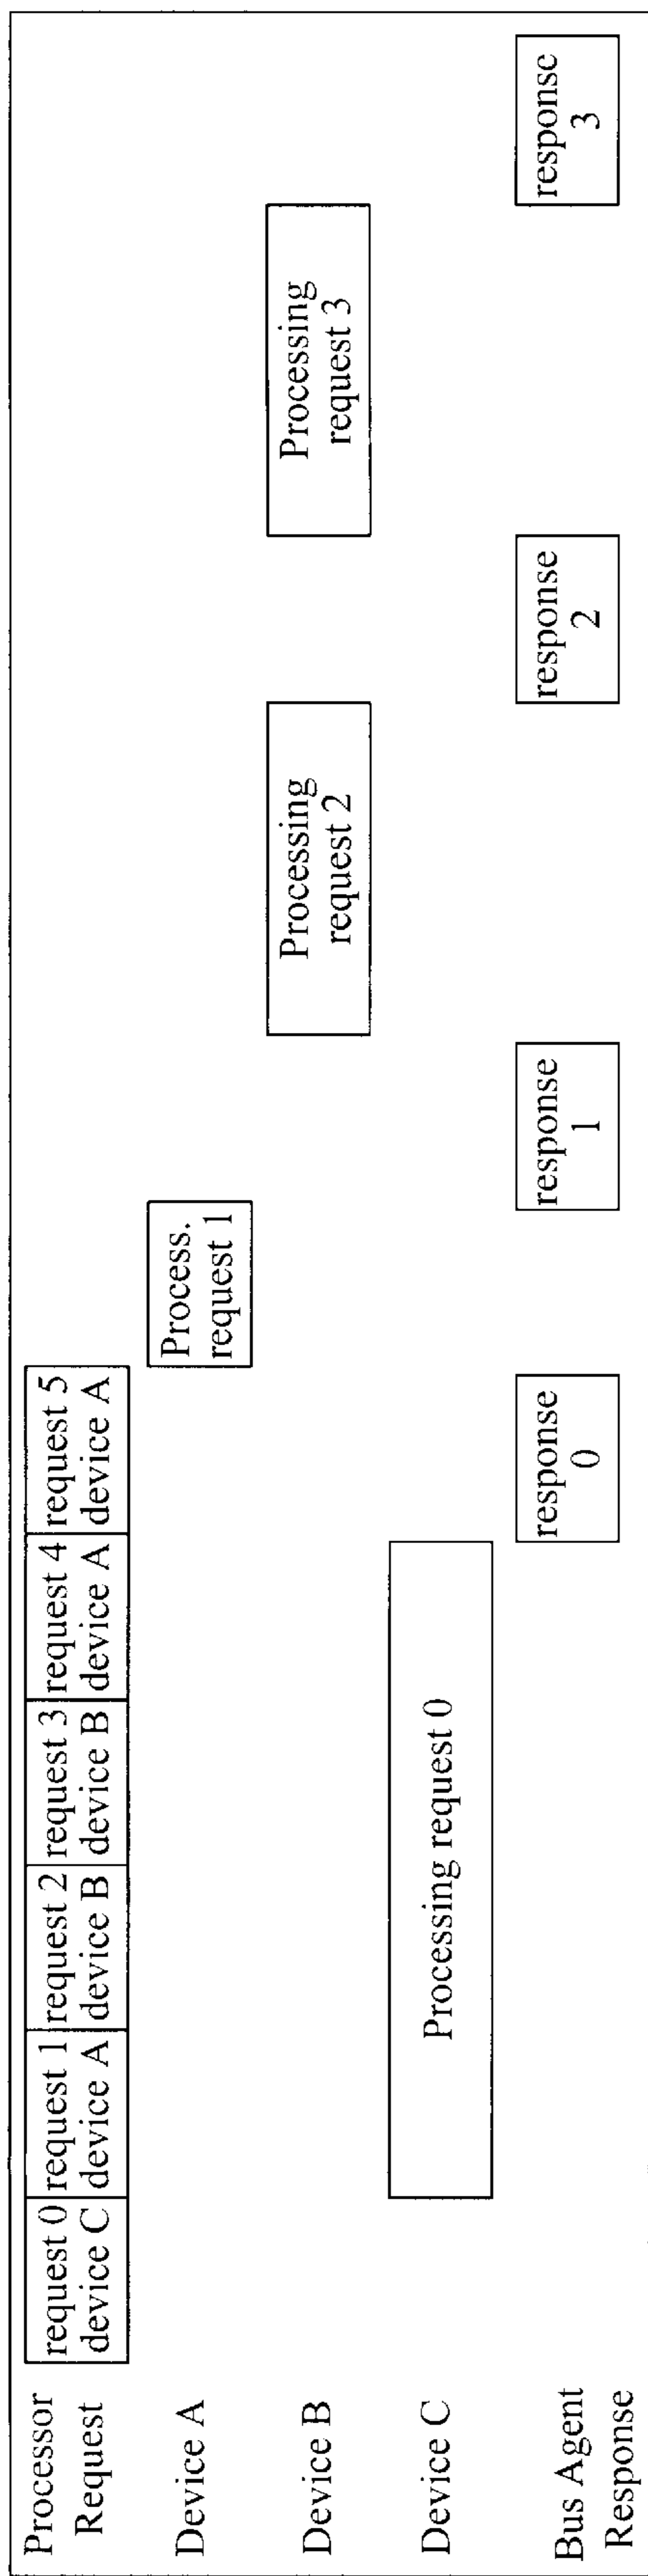 Processor
Request
request 0
device C
request 1
device A
request 2
device B
request 3
device B
request 4
device A
request 5
device A
Device A
Process.
request 1
Device B
Processing
request 2
Processing
request 3
Device C
Processing request 0
Bus Agent
Response
response
0
response
1
response
2
response
3